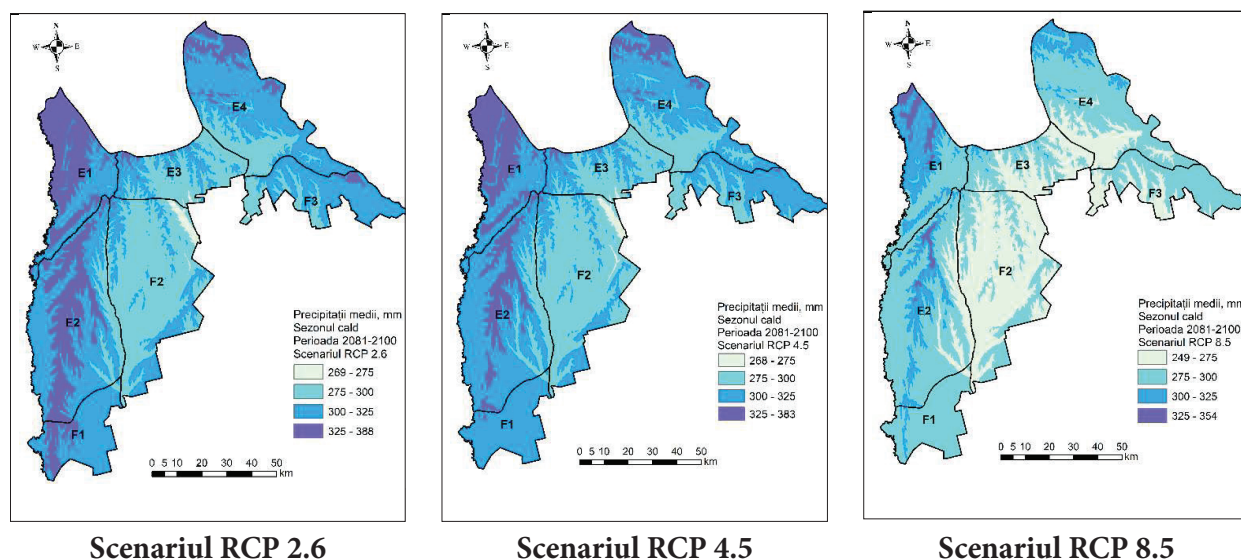 N
W E
S
E4
E1
E3
F3
F2
E2
F1
Precipitații medii, mm
Sezonul cald
Perioada 2081-2100
Scenariul RCP 2.6
269 - 275
275 - 300
300 - 325
325 - 388
0 5 10 20 30 40 50
km
Scenariul RCP 2.6
N
W E
S
E4
E1
E3
F3
F2
E2
F1
Precipitații medii, mm
Sezonul cald
Perioada 2081-2100
Scenariul RCP 4.5
268 - 275
275 - 300
300 - 325
325 - 383
0 5 10 20 30 40 50
km
Scenariul RCP 4.5
N
W E
S
E4
E1
E3
F3
F2
E2
F1
Precipitații medii, mm
Sezonul cald
Perioada 2081-2100
Scenariul RCP 8.5
249 - 275
275 - 300
300 - 325
325 - 354
0 5 10 20 30 40 50
km
Scenariul RCP 8.5